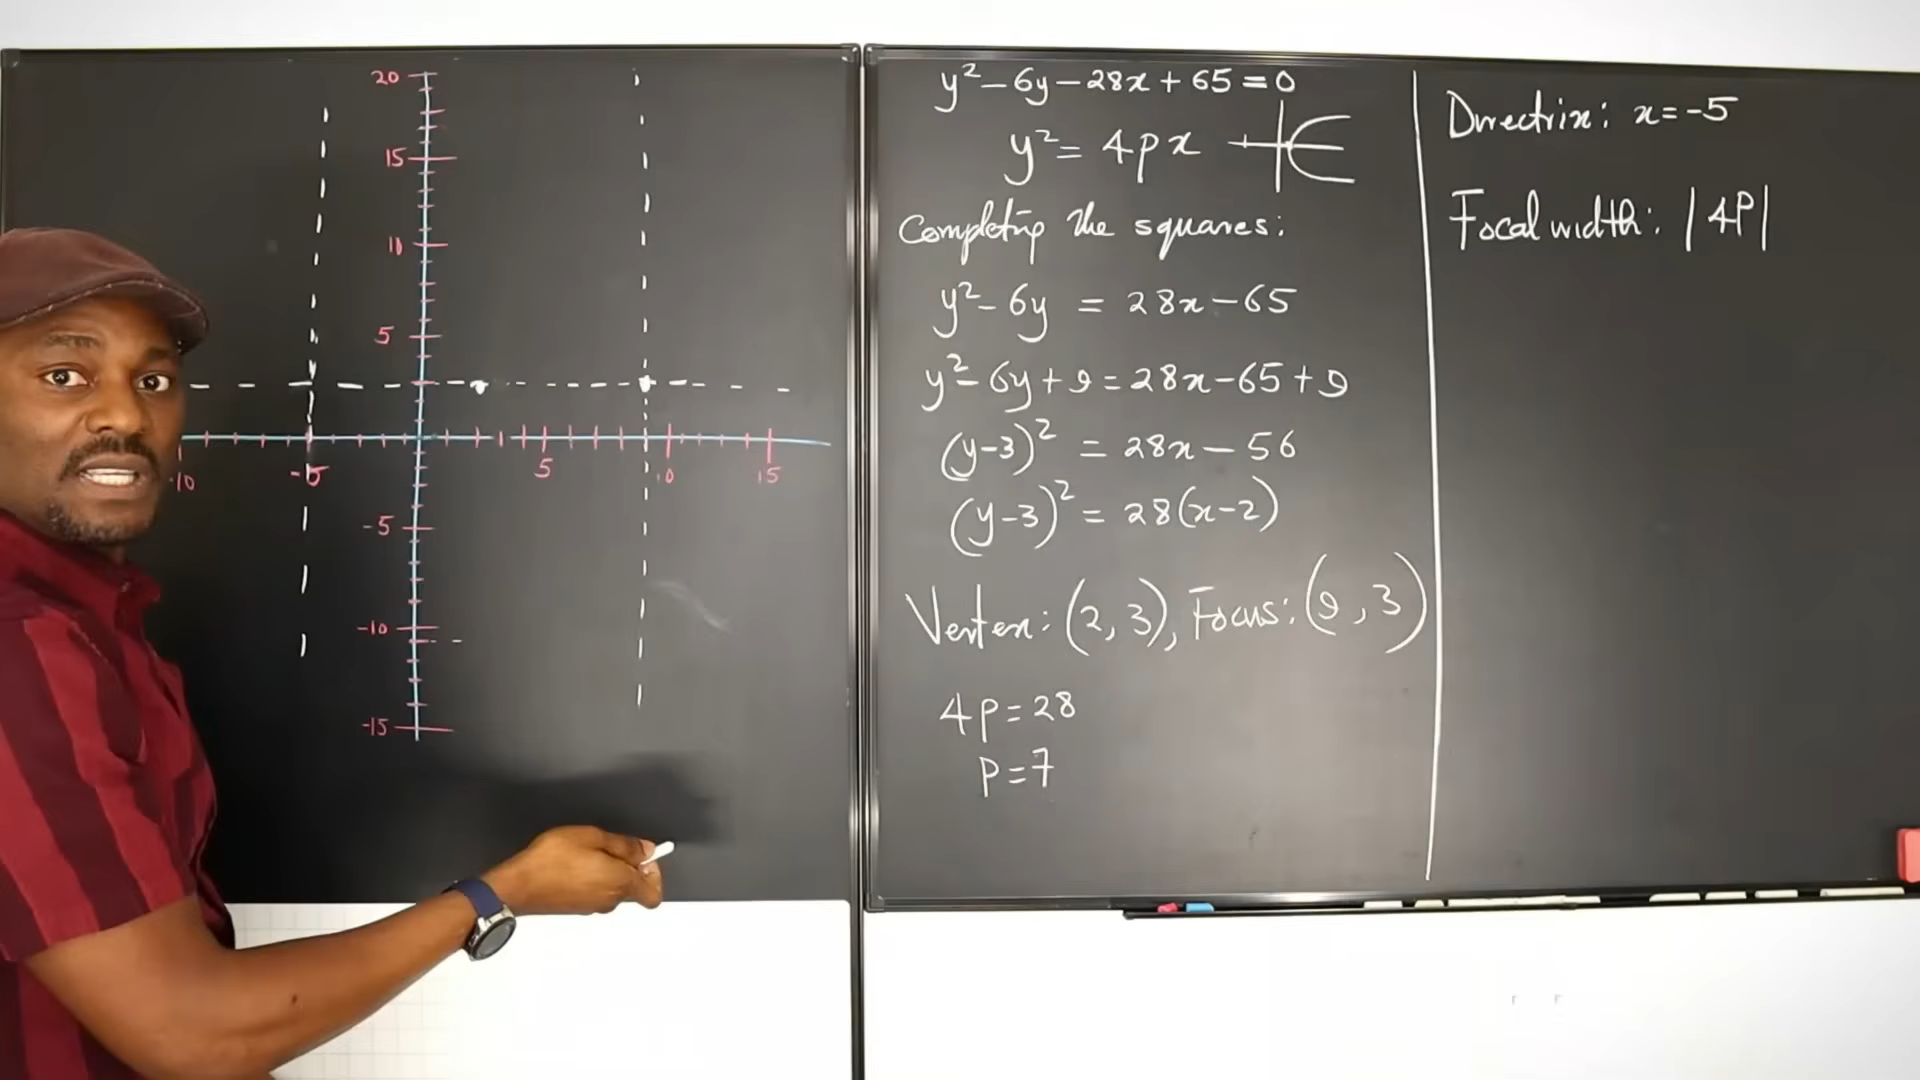 20
15
10
5
-10 -5 5 10 15
-5
-10
-15
y² - 6y - 28x + 65 = 0
y² = 4px
Completing the squares:
y² - 6y = 28x - 65
y² - 6y + 9 = 28x - 65 + 9
(y-3)² = 28x - 56
(y-3)² = 28(x-2)
Vertex: (2, 3), Focus: (9, 3)
4p = 28
p = 7
Directrix: x = -5
Focal width: |4P|